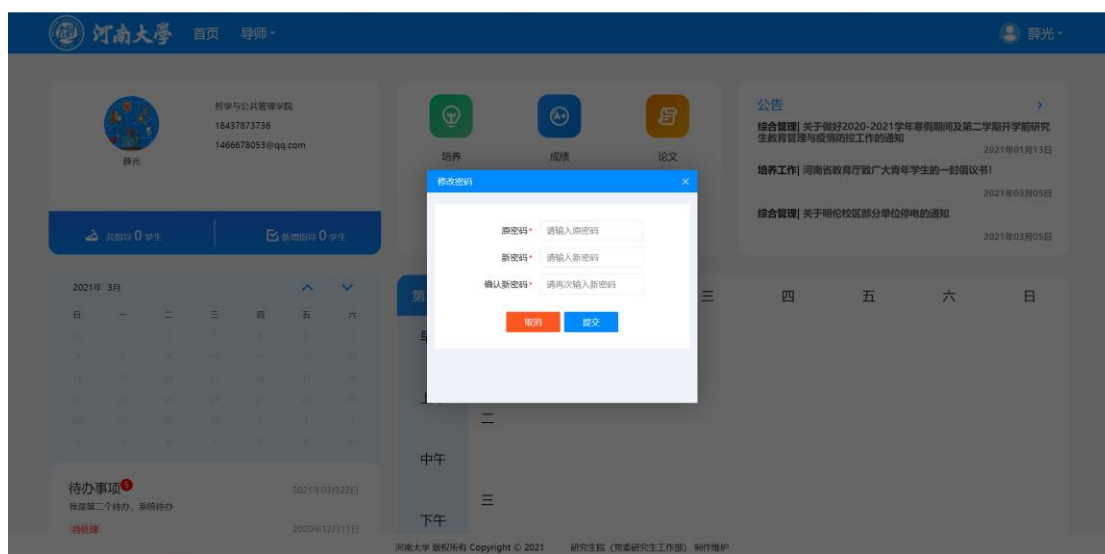 河南大學 首页 导师 薛光
哲学与公共管理学院
18437873736
1466678053@qq.com
薛光
共指导0学生
新增指导0学生
培养 成绩 论文
公告
综合管理| 关于做好2020-2021学年寒假期间及第二学期开学前研究
生教育管理与疫情防控工作的通知
2021年01月13日
培养工作| 河南省教育厅致广大青年学生的一封倡议书!
2021年03月05日
综合管理| 关于明伦校区部分单位停电的通知
2021年03月05日
修改密码 ×
原密码* 请输入原密码
新密码* 请输入新密码
确认新密码* 请再次输入新密码
取消 提交
2021年 3月
日 一 二 三 四 五 六
第
三 四 五 六 日
上
二
中午
三
下午
待办事项5
2021年03月22日
我是第二个待办、系统待办
待处理
2020年12月11日
河南大学 版权所有 Copyright © 2021 研究生院（党委研究生工作部） 制作维护